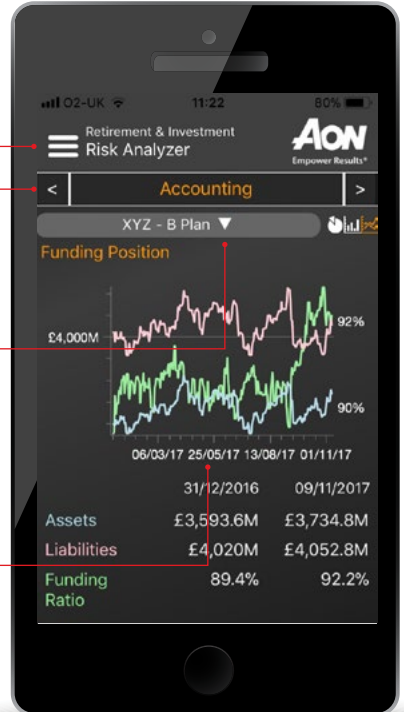 O2-UK 11:22 80%
Retirement & Investment
Risk Analyzer
AON
Empower Results®
< Accounting >
XYZ - B Plan ▼
Funding Position
92%
£4,000M
90%
06/03/17 25/05/17 13/08/17 01/11/17
31/12/2016 09/11/2017
Assets £3,593.6M £3,734.8M
Liabilities £4,020M £4,052.8M
Funding 89.4% 92.2%
Ratio